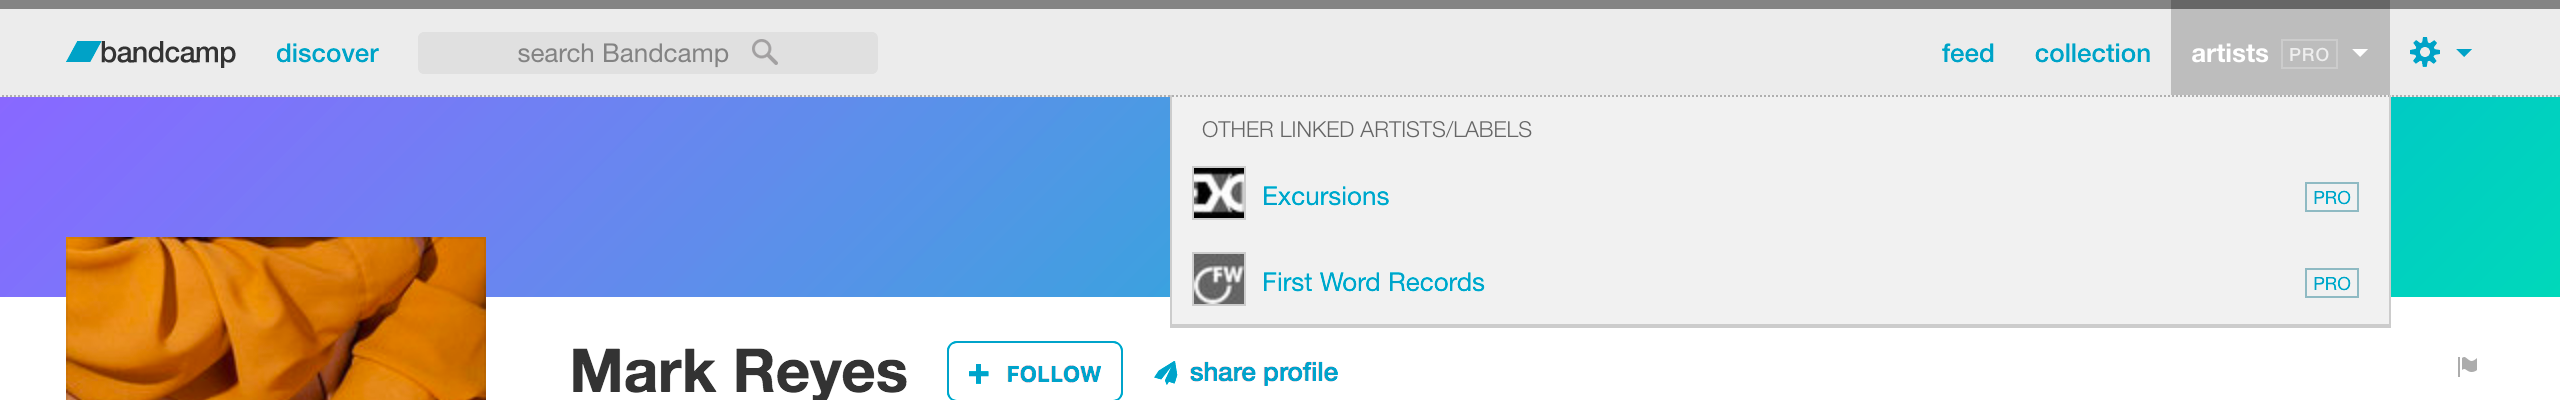 bandcamp discover search Bandcamp feed collection artists PRO
OTHER LINKED ARTISTS/LABELS
Excursions PRO
FW
First Word Records PRO
Mark Reyes + FOLLOW share profile